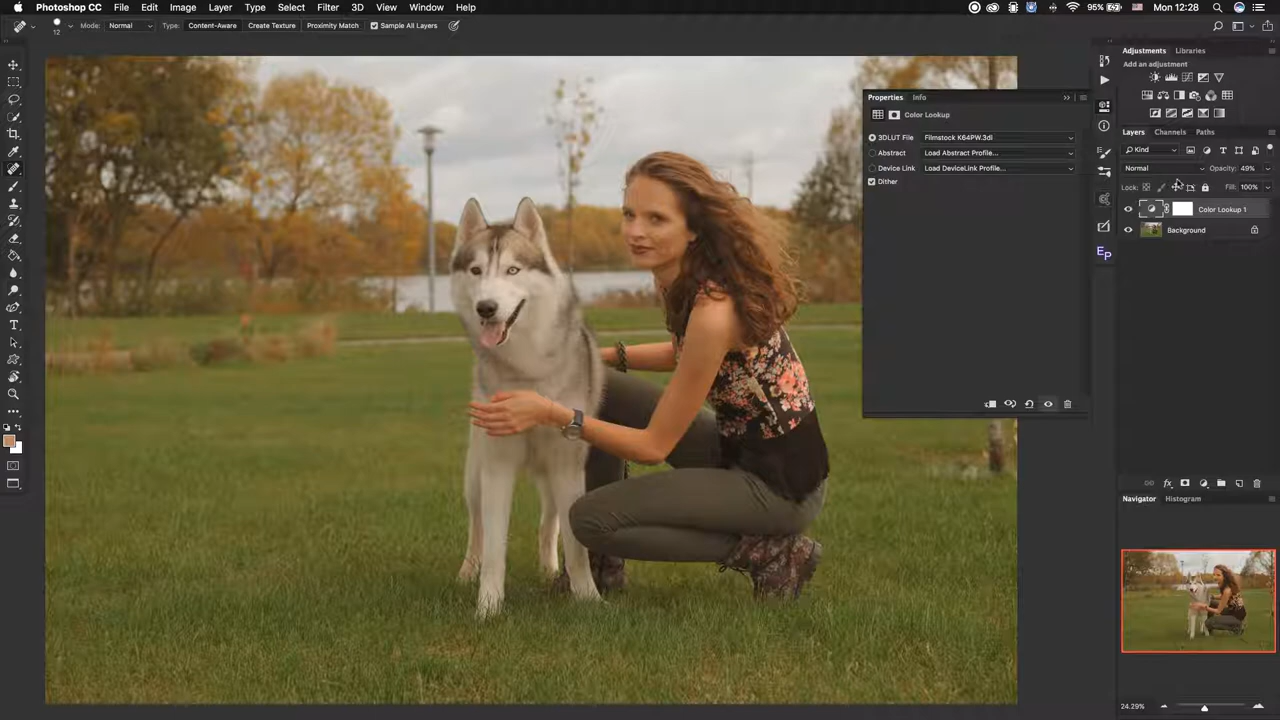 Photoshop CC File Edit Image Layer Type Select Filter 3D View Window Help 95% Mon 12:28
12 Mode: Normal Type: Content-Aware Create Texture Proximity Match Sample All Layers
Adjustments Libraries
Add an adjustment
Properties Info
Color Lookup
3DLUT File Filmstock K64PW.3dl
Abstract Load Abstract Profile...
Device Link Load DeviceLink Profile...
Dither
Layers Channels Paths
Kind
Normal Opacity: 49%
Lock: Fill: 100%
Color Lookup 1
Background
EP
fx
Navigator Histogram
24.29%